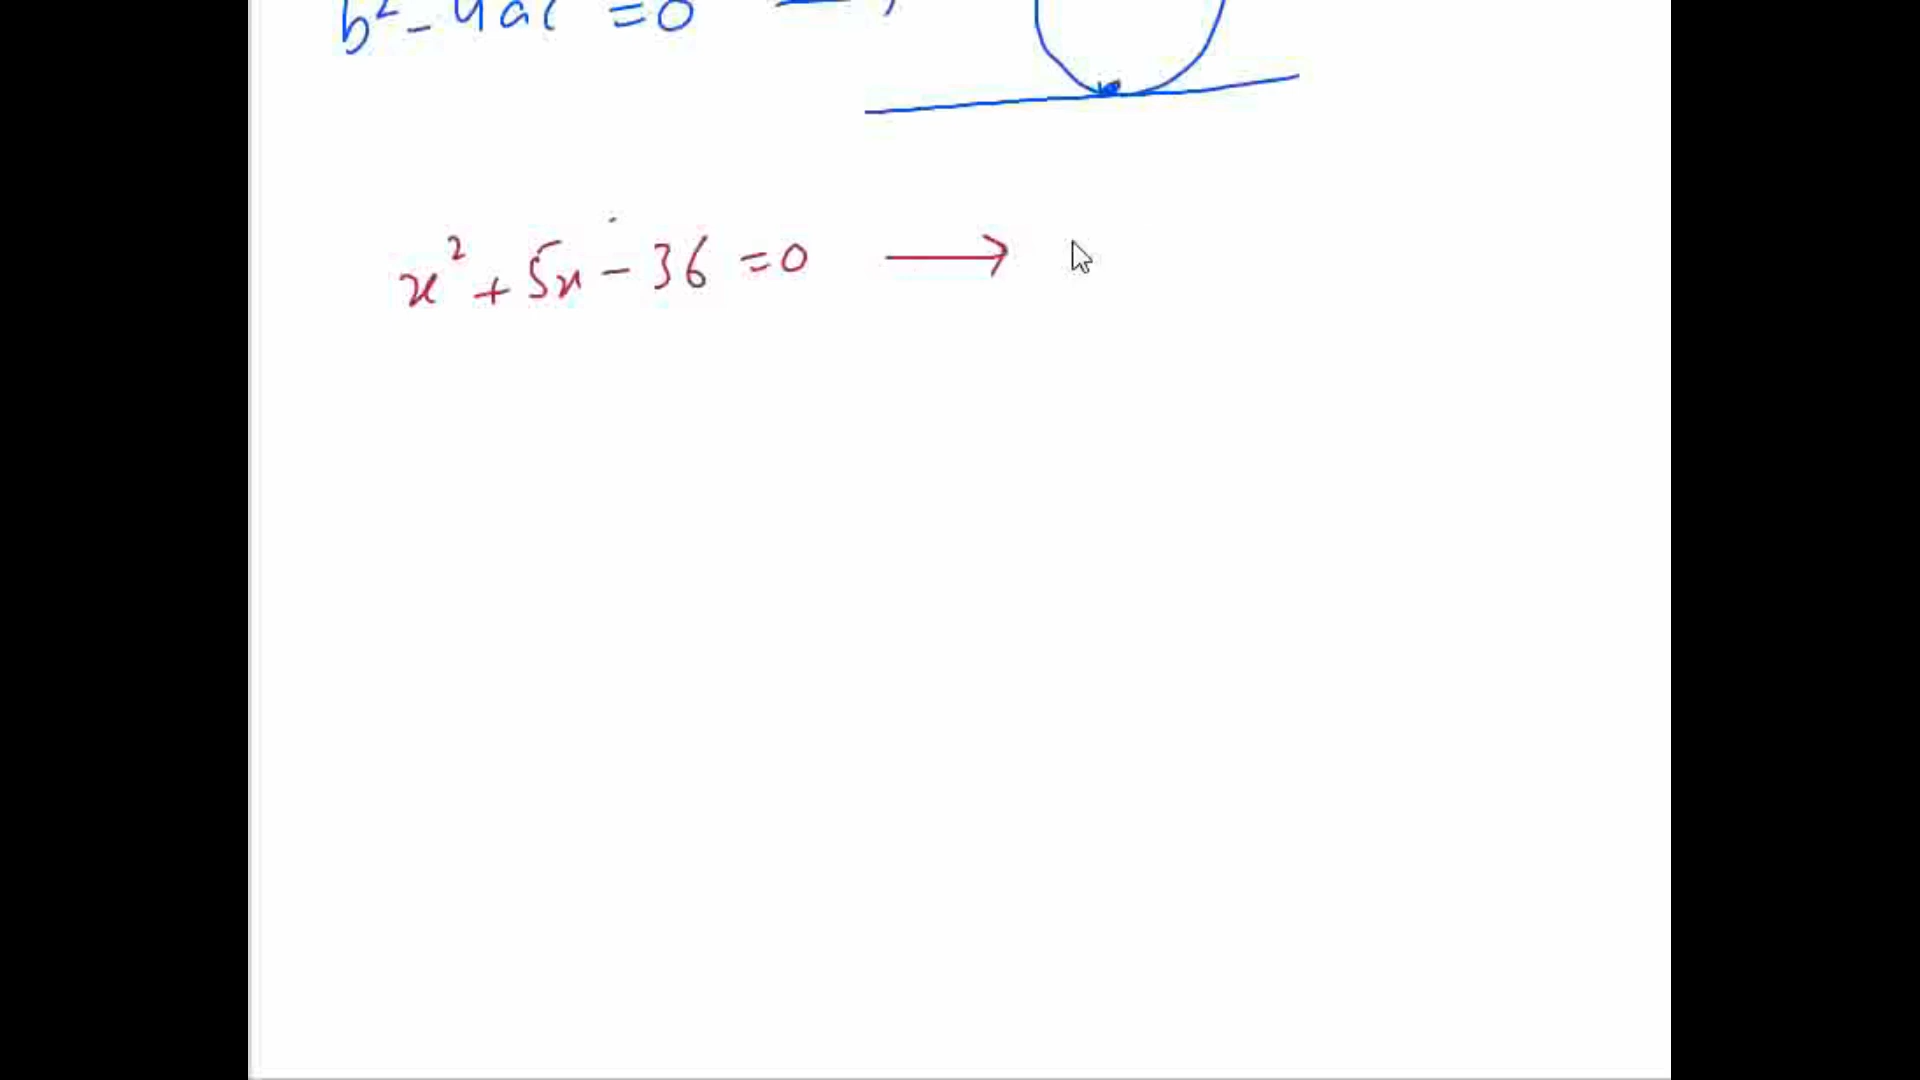 b² - 4ac = 0 →
x² + 5x - 36 = 0 →